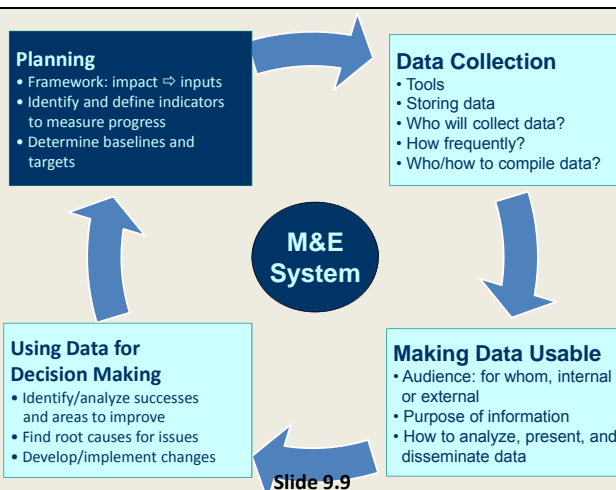 Planning
• Framework: impact ⇨ inputs
• Identify and define indicators
to measure progress
• Determine baselines and
targets
Data Collection
• Tools
• Storing data
• Who will collect data?
• How frequently?
• Who/how to compile data?
M&E
System
Using Data for
Decision Making
• Identify/analyze successes
and areas to improve
• Find root causes for issues
• Develop/implement changes
Making Data Usable
• Audience: for whom, internal
or external
• Purpose of information
• How to analyze, present, and
disseminate data
Slide 9.9